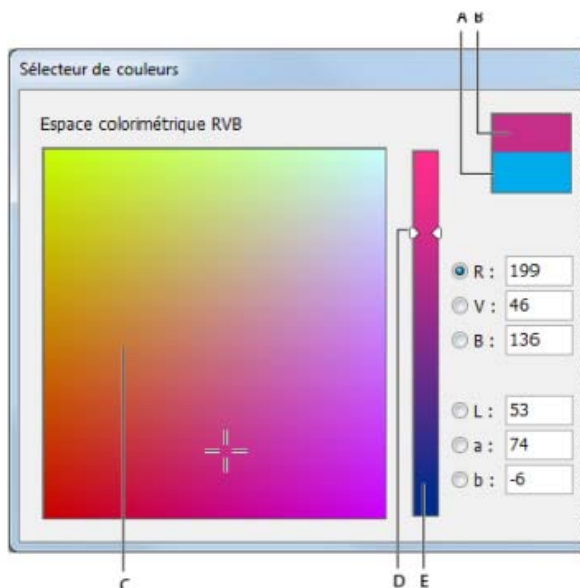 A B
Sélecteur de couleurs
Espace colorimétrique RVB
R : 199
V : 46
B : 136
L : 53
a : 74
b : -6
C D E